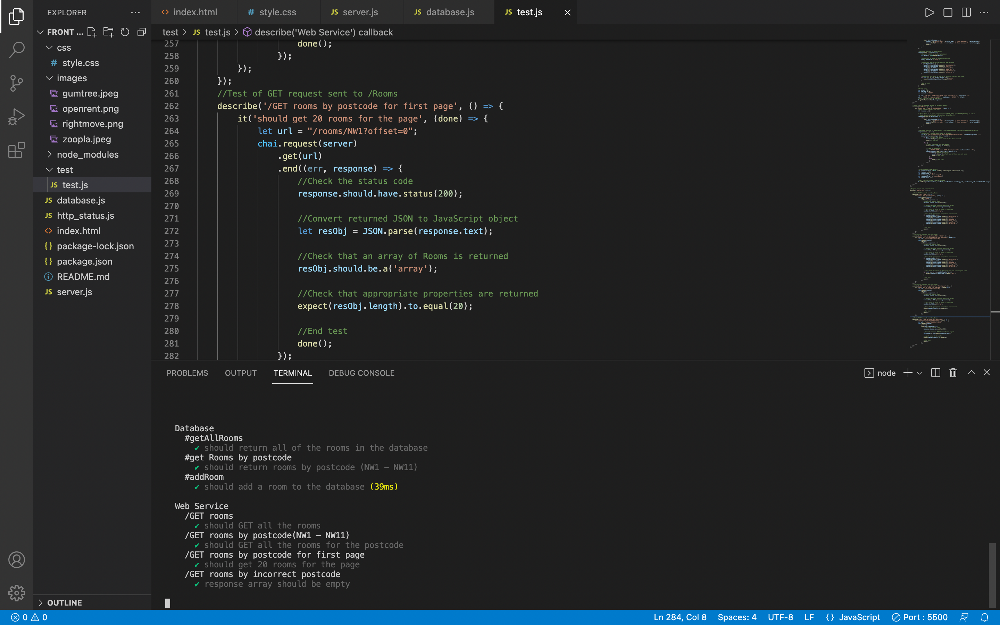 EXPLORER
FRONT ...
css
# style.css
images
gumtree.jpeg
openrent.png
rightmove.png
zoopla.jpeg
node_modules
test
JS test.js
JS database.js
JS http_status.js
<> index.html
{} package-lock.json
{} package.json
README.md
JS server.js
OUTLINE
<> index.html # style.css JS server.js JS database.js JS test.js
test > JS test.js > describe('Web Service') callback
257 done();
258 });
259 });
260 });
261 //Test of GET request sent to /Rooms
262 describe('/GET rooms by postcode for first page', () => {
263 it('should get 20 rooms for the page', (done) => {
264 let url = "/rooms/NW1?offset=0";
265 chai.request(server)
266 .get(url)
267 .end((err, response) => {
268 //Check the status code
269 response.should.have.status(200);
270
271 //Convert returned JSON to JavaScript object
272 let resObj = JSON.parse(response.text);
273
274 //Check that an array of Rooms is returned
275 resObj.should.be.a('array');
276
277 //Check that appropriate properties are returned
278 expect(resObj.length).to.equal(20);
279
280 //End test
281 done();
282 });
PROBLEMS OUTPUT TERMINAL DEBUG CONSOLE
node
Database
#getAllRooms
✔ should return all of the rooms in the database
#get Rooms by postcode
✔ should return rooms by postcode (NW1 – NW11)
#addRoom
✔ should add a room to the database (39ms)
Web Service
/GET rooms
✔ should GET all the rooms
/GET rooms by postcode(NW1 – NW11)
✔ should GET all the rooms for the postcode
/GET rooms by postcode for first page
✔ should get 20 rooms for the page
/GET rooms by incorrect postcode
✔ response array should be empty
0 0
Ln 284, Col 8 Spaces: 4 UTF-8 LF {} JavaScript Port : 5500